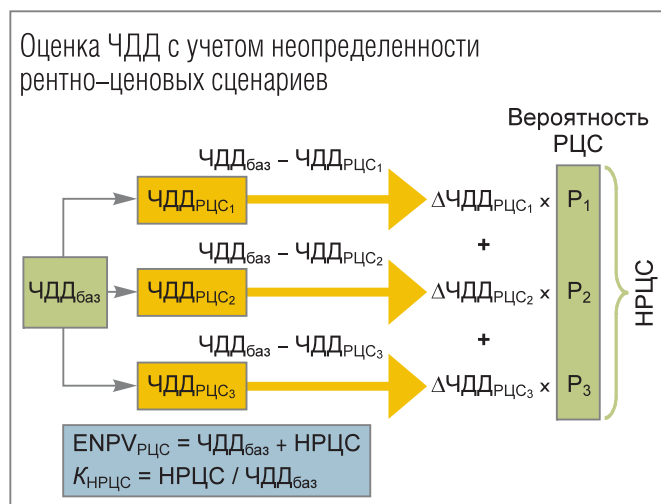 Оценка ЧДД с учетом неопределенности
рентно–ценовых сценариев
Вероятность
РЦС
ЧДДбаз – ЧДДРЦС1
ЧДДРЦС1
ΔЧДДРЦС1 × P1
+
ЧДДбаз – ЧДДРЦС2
ЧДДбаз
ЧДДРЦС2
ΔЧДДРЦС2 × P2
НРЦС
+
ЧДДбаз – ЧДДРЦС3
ЧДДРЦС3
ΔЧДДРЦС3 × P3
ENPVРЦС = ЧДДбаз + НРЦС
KНРЦС = НРЦС / ЧДДбаз